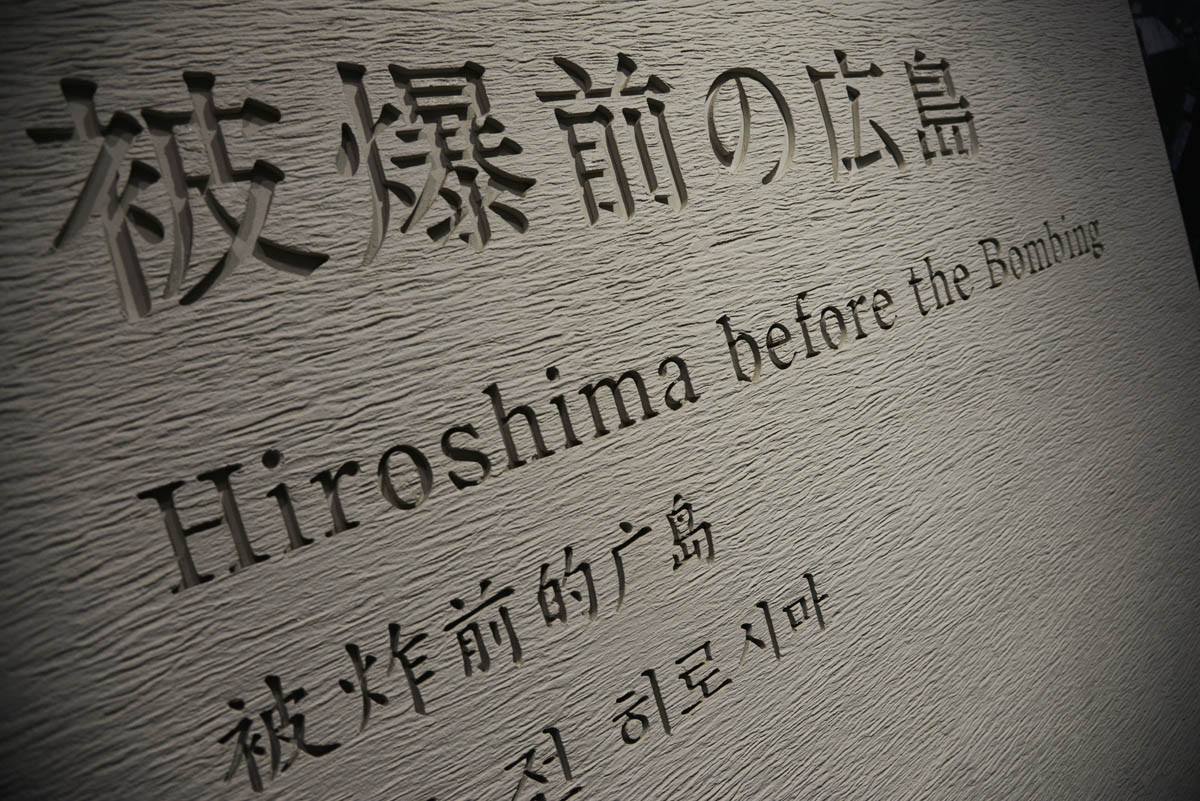 被爆前の広島
Hiroshima before the Bombing
被炸前的广岛
전 히로시마